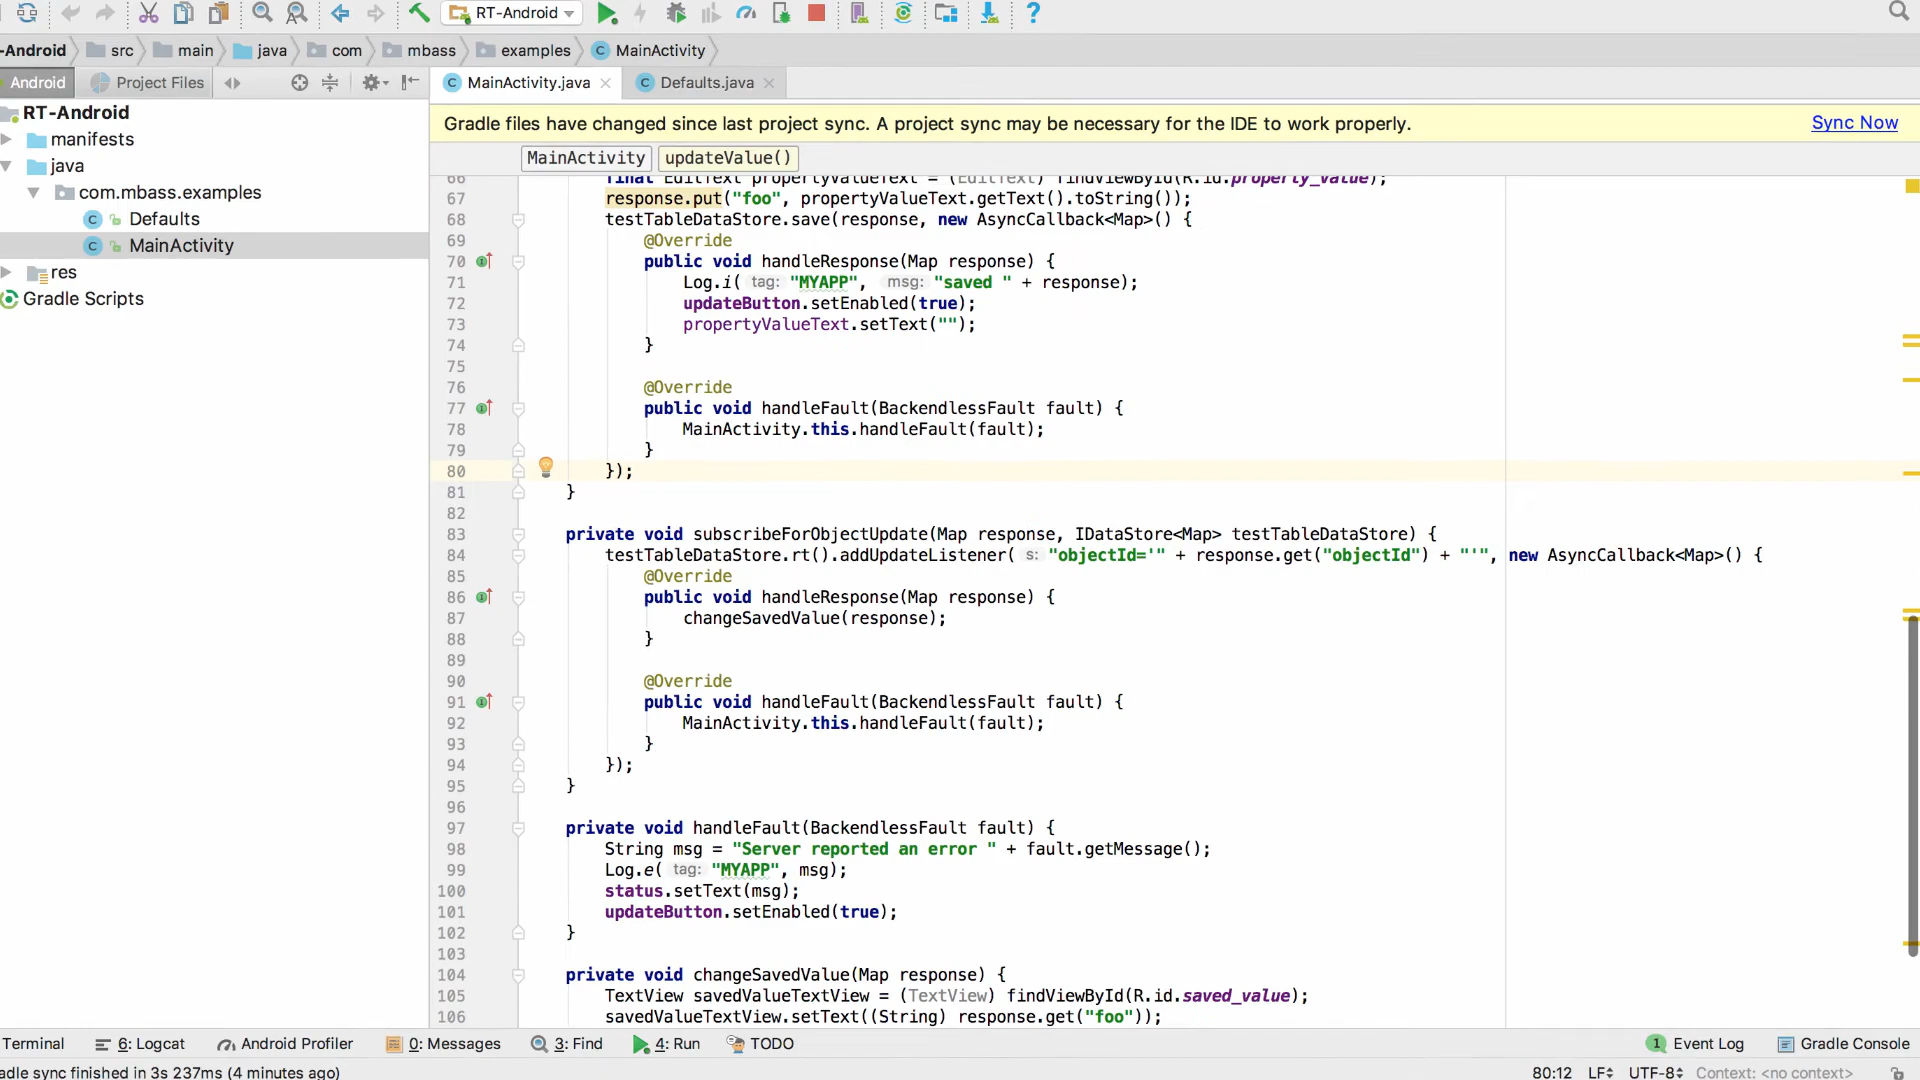 RT-Android
-Android src main java com mbass examples MainActivity
Android Project Files
MainActivity.java Defaults.java
Gradle files have changed since last project sync. A project sync may be necessary for the IDE to work properly. Sync Now
MainActivity updateValue()
RT-Android
manifests
java
com.mbass.examples
Defaults
MainActivity
res
Gradle Scripts
66 final EditText propertyValueText = (EditText) findViewById(R.id.property_value);
67 response.put("foo", propertyValueText.getText().toString());
68 testTableDataStore.save(response, new AsyncCallback<Map>() {
69 @Override
70 public void handleResponse(Map response) {
71 Log.i( tag: "MYAPP", msg: "saved " + response);
72 updateButton.setEnabled(true);
73 propertyValueText.setText("");
74 }
75
76 @Override
77 public void handleFault(BackendlessFault fault) {
78 MainActivity.this.handleFault(fault);
79 }
80 });
81 }
82
83 private void subscribeForObjectUpdate(Map response, IDataStore<Map> testTableDataStore) {
84 testTableDataStore.rt().addUpdateListener( s: "objectId='" + response.get("objectId") + "'", new AsyncCallback<Map>() {
85 @Override
86 public void handleResponse(Map response) {
87 changeSavedValue(response);
88 }
89
90 @Override
91 public void handleFault(BackendlessFault fault) {
92 MainActivity.this.handleFault(fault);
93 }
94 });
95 }
96
97 private void handleFault(BackendlessFault fault) {
98 String msg = "Server reported an error " + fault.getMessage();
99 Log.e( tag: "MYAPP", msg);
100 status.setText(msg);
101 updateButton.setEnabled(true);
102 }
103
104 private void changeSavedValue(Map response) {
105 TextView savedValueTextView = (TextView) findViewById(R.id.saved_value);
106 savedValueTextView.setText((String) response.get("foo"));
Terminal 6: Logcat Android Profiler 0: Messages 3: Find 4: Run TODO 1 Event Log Gradle Console
adle sync finished in 3s 237ms (4 minutes ago) 80:12 LF UTF-8 Context: <no context>